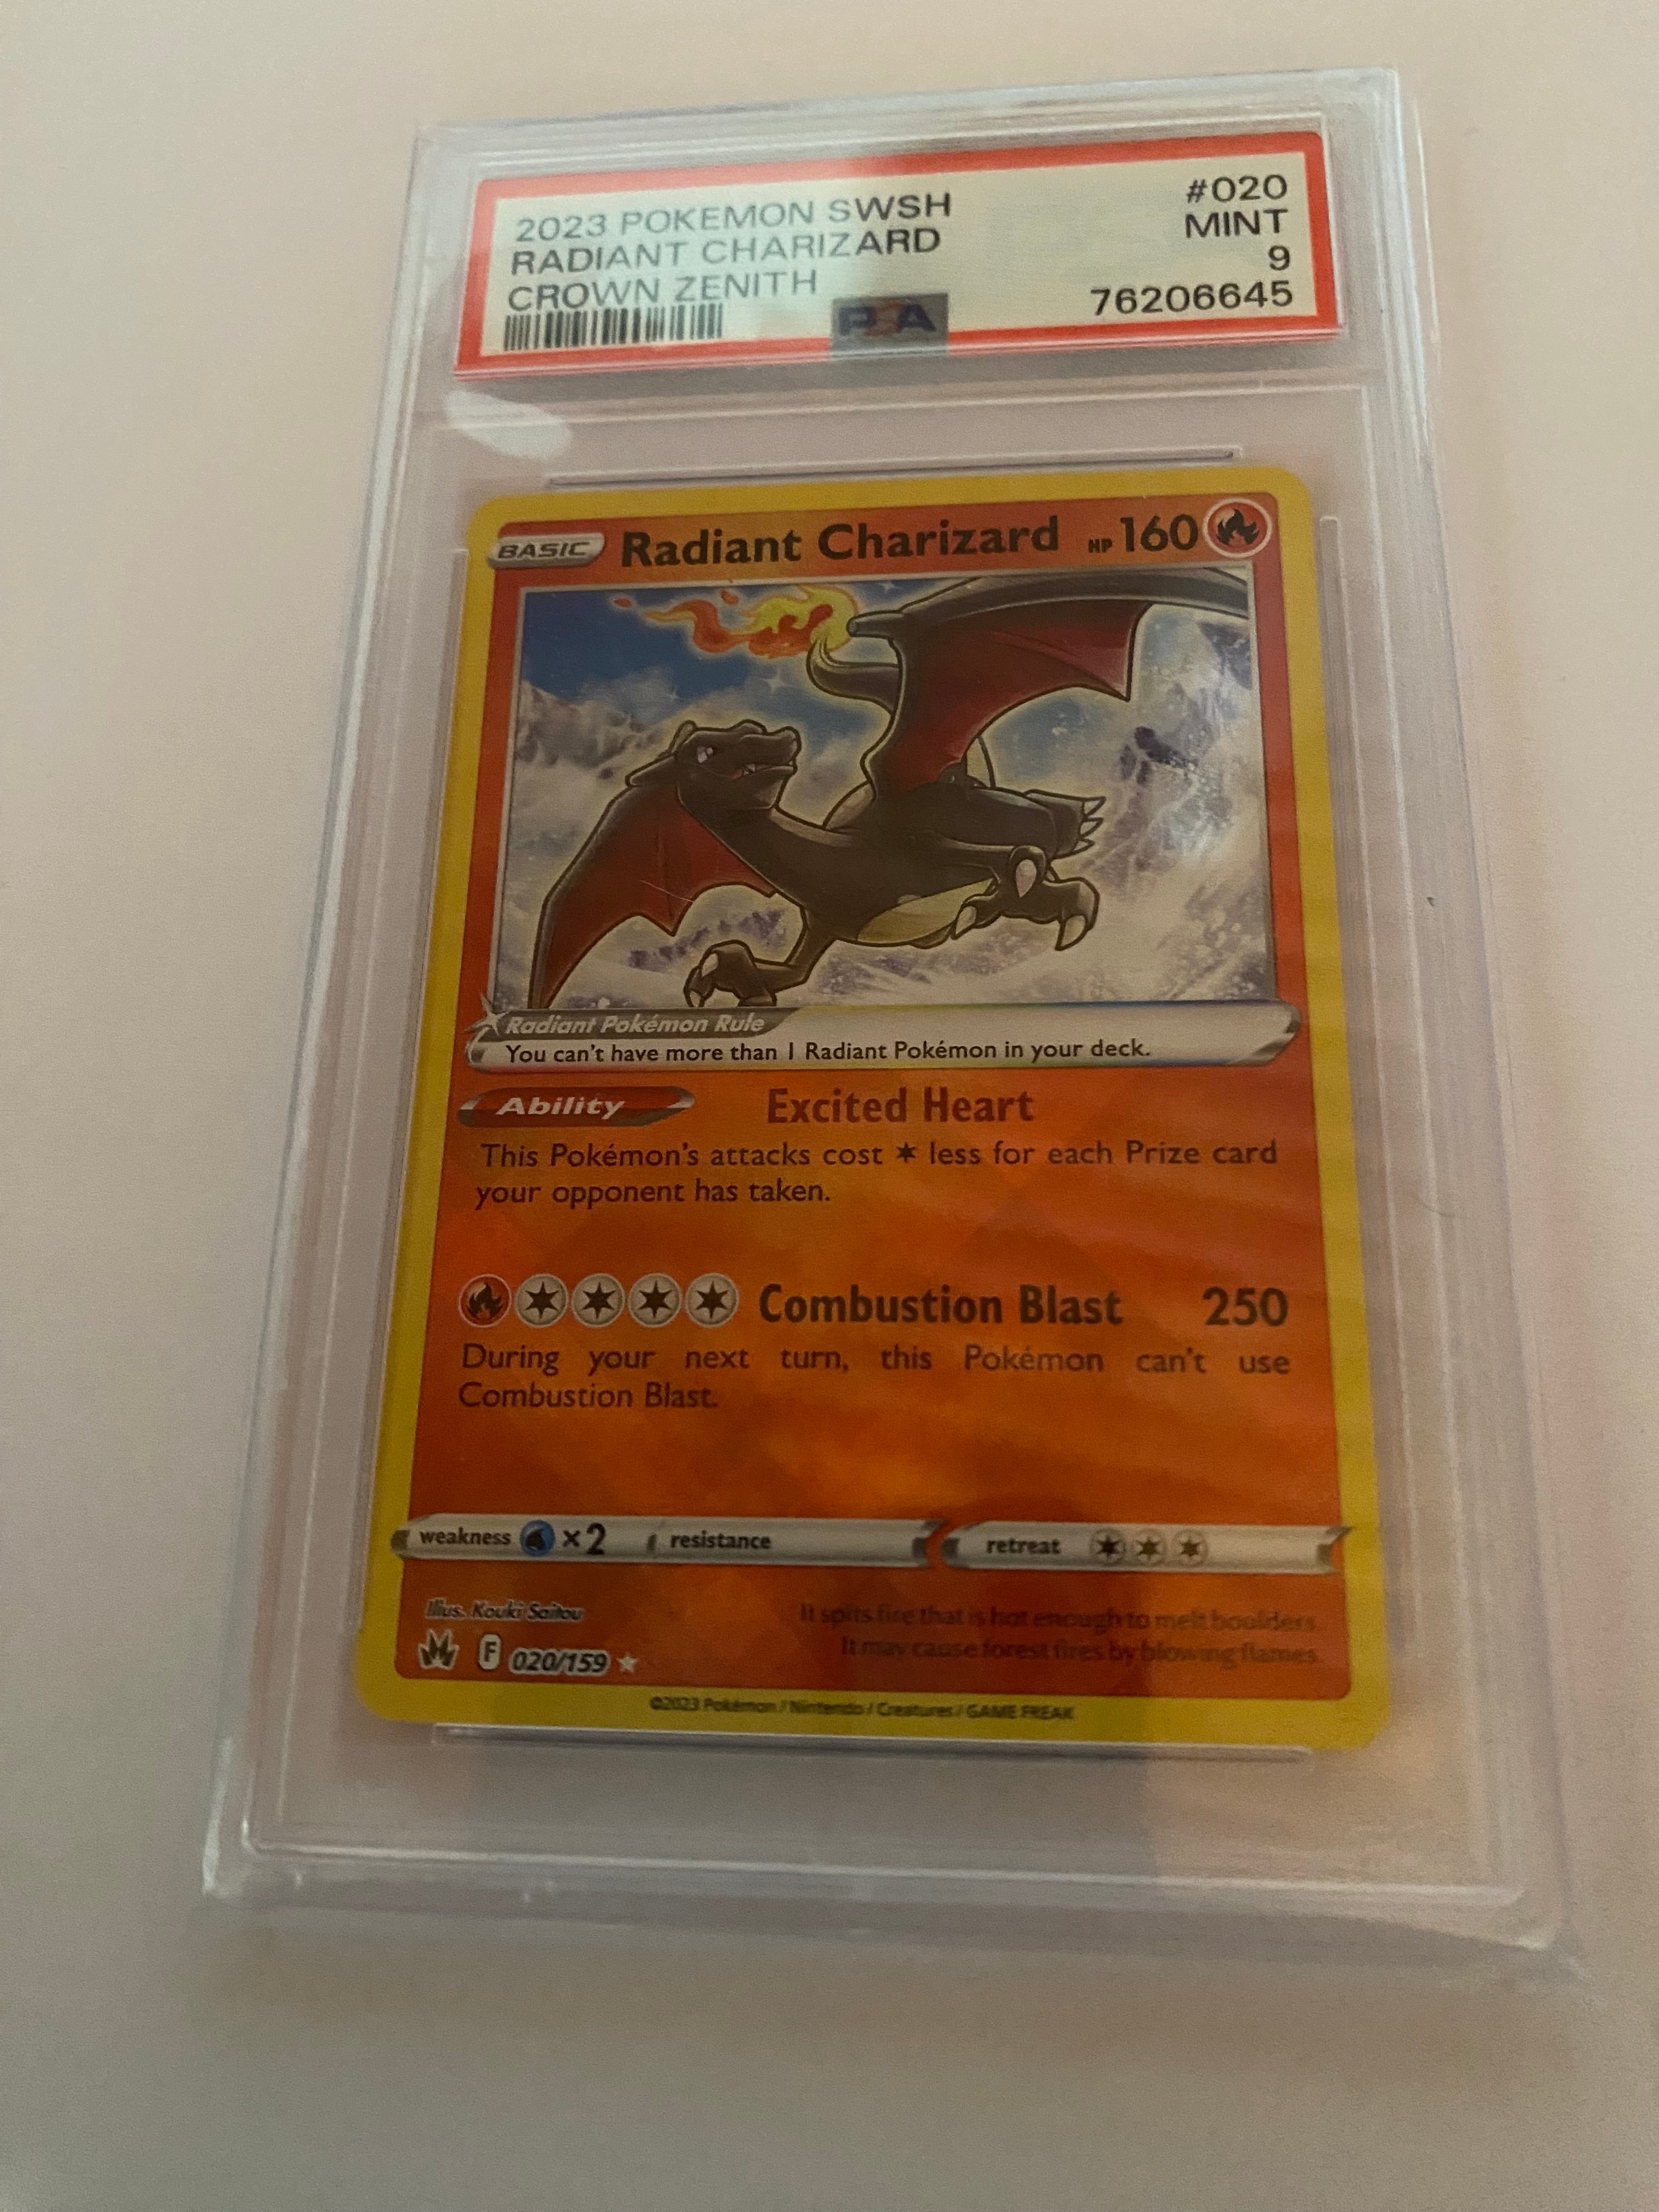 2023 POKEMON SWSH #020
RADIANT CHARIZARD MINT
CROWN ZENITH 9
PSA 76206645
BASIC Radiant Charizard HP 160
Radiant Pokémon Rule
You can't have more than 1 Radiant Pokémon in your deck.
Ability Excited Heart
This Pokémon's attacks cost ✶ less for each Prize card
your opponent has taken.
Combustion Blast 250
During your next turn, this Pokémon can't use
Combustion Blast.
weakness ×2 resistance retreat
Illus. Kouki Saitou
It spits fire that is hot enough to melt boulders.
It may cause forest fires by blowing flames.
F 020/159 ★
©2023 Pokémon / Nintendo / Creatures / GAME FREAK